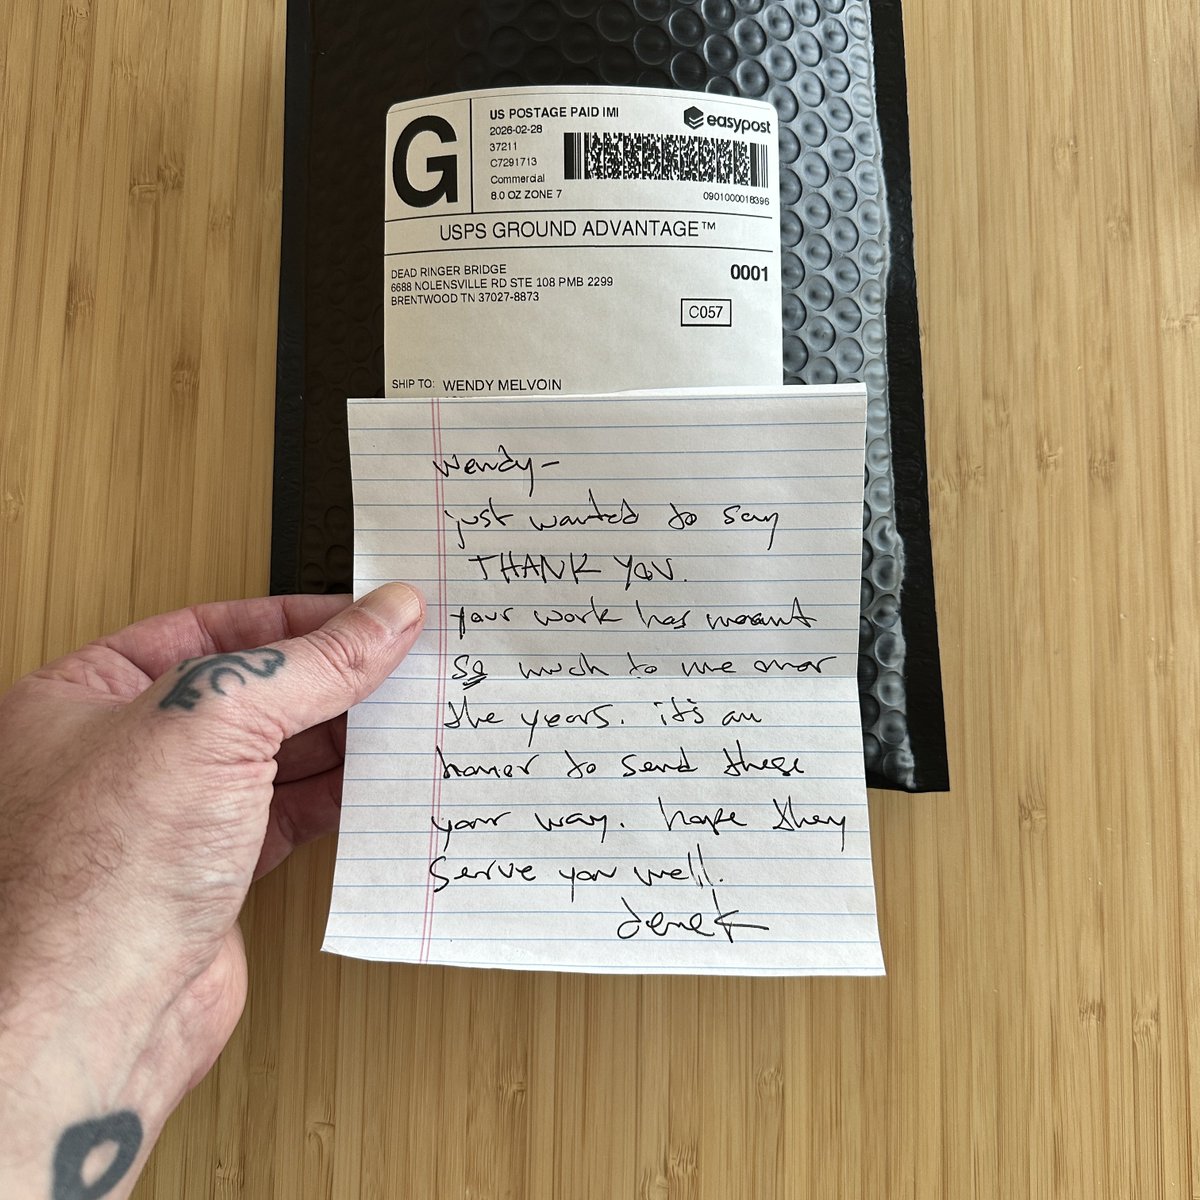 G
US POSTAGE PAID IMI
easypost
2026-02-28
37211
C7291713
Commercial
8.0 OZ ZONE 7
0901000018396
USPS GROUND ADVANTAGE™
DEAD RINGER BRIDGE
6688 NOLENSVILLE RD STE 108 PMB 2299
BRENTWOOD TN 37027-8873
0001
C057
SHIP TO: WENDY MELVOIN
wendy-
just wanted to say
THANK YOU.
your work has meant
so much to me over
the years. it's an
honor to send these
your way. hope they
serve you well.
derek